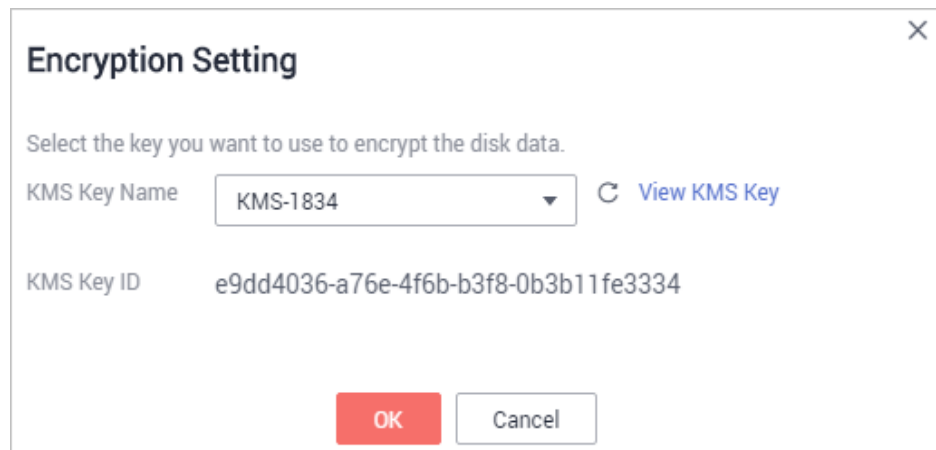 Encryption Setting
Select the key you want to use to encrypt the disk data.
KMS Key Name KMS-1834 View KMS Key
KMS Key ID e9dd4036-a76e-4f6b-b3f8-0b3b11fe3334
OK Cancel